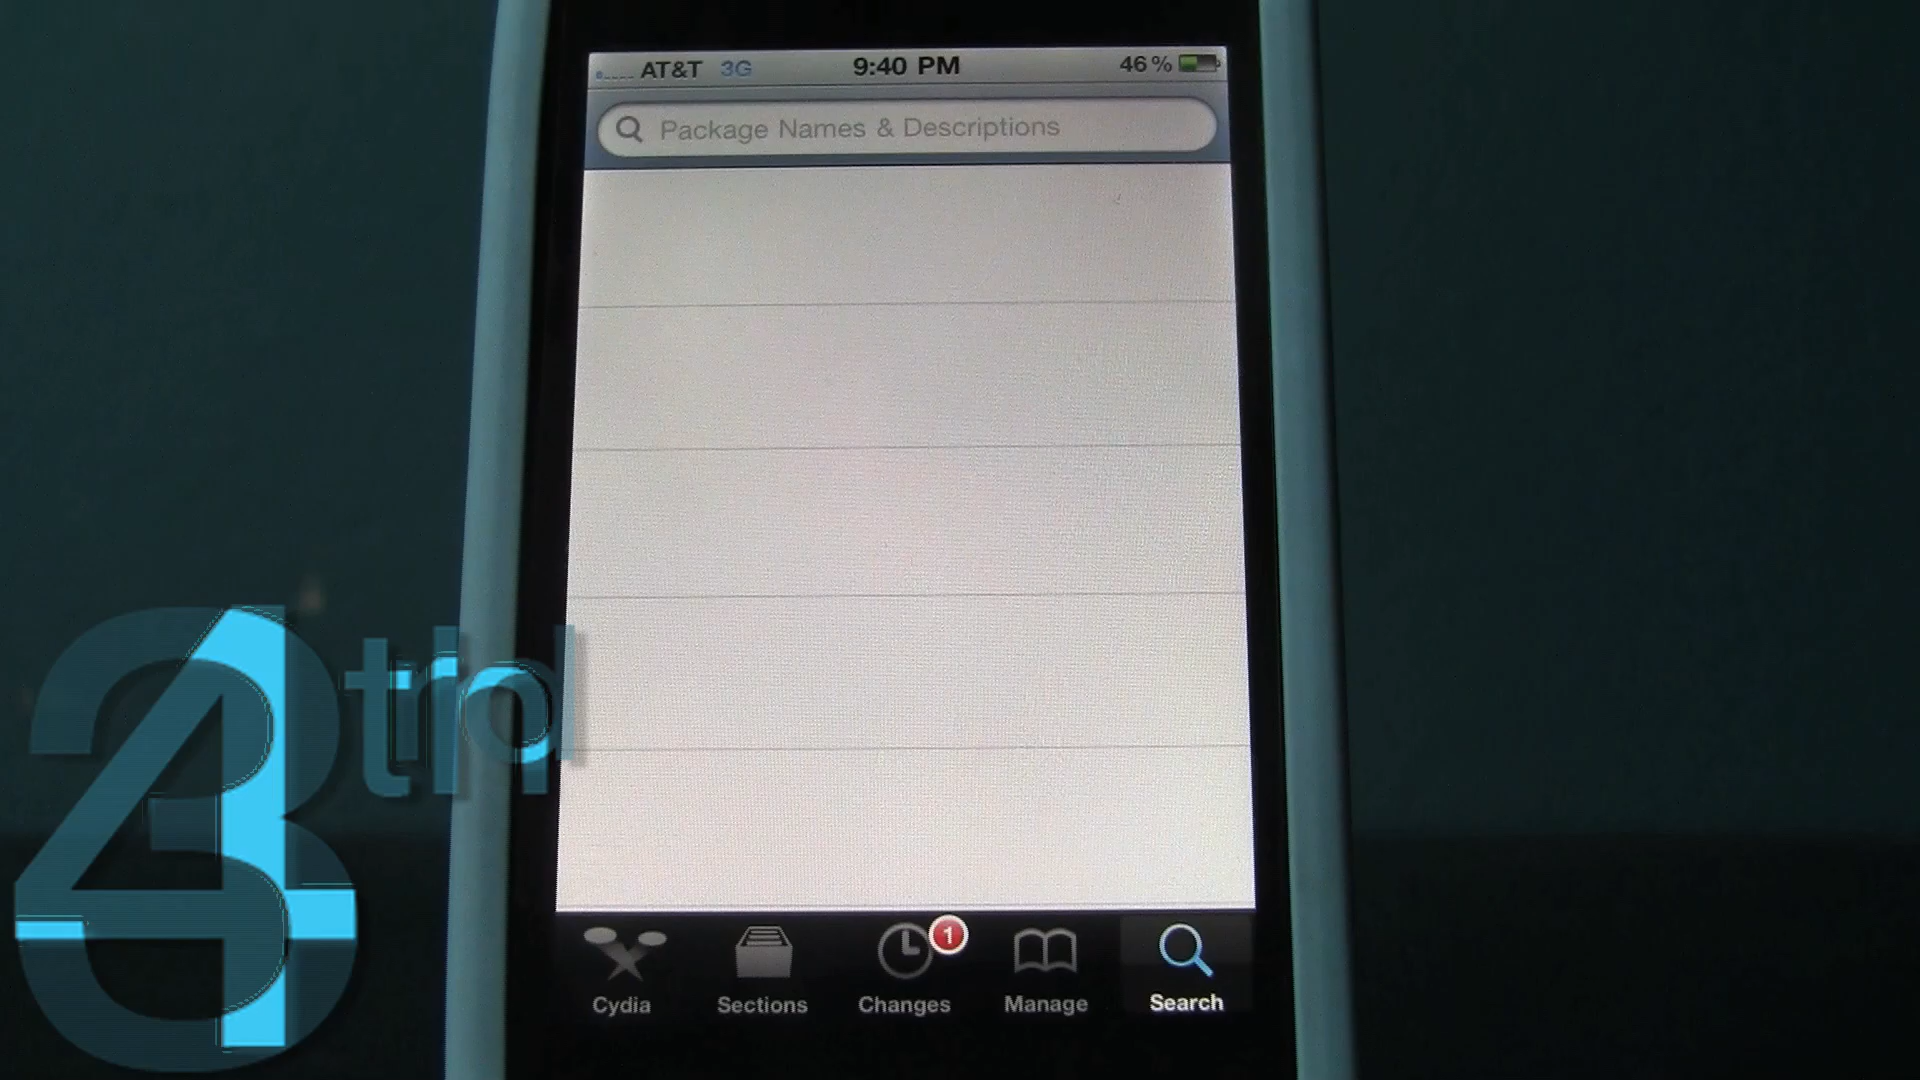 AT&T 3G 9:40 PM 46%
Package Names & Descriptions
1
Cydia Sections Changes Manage Search